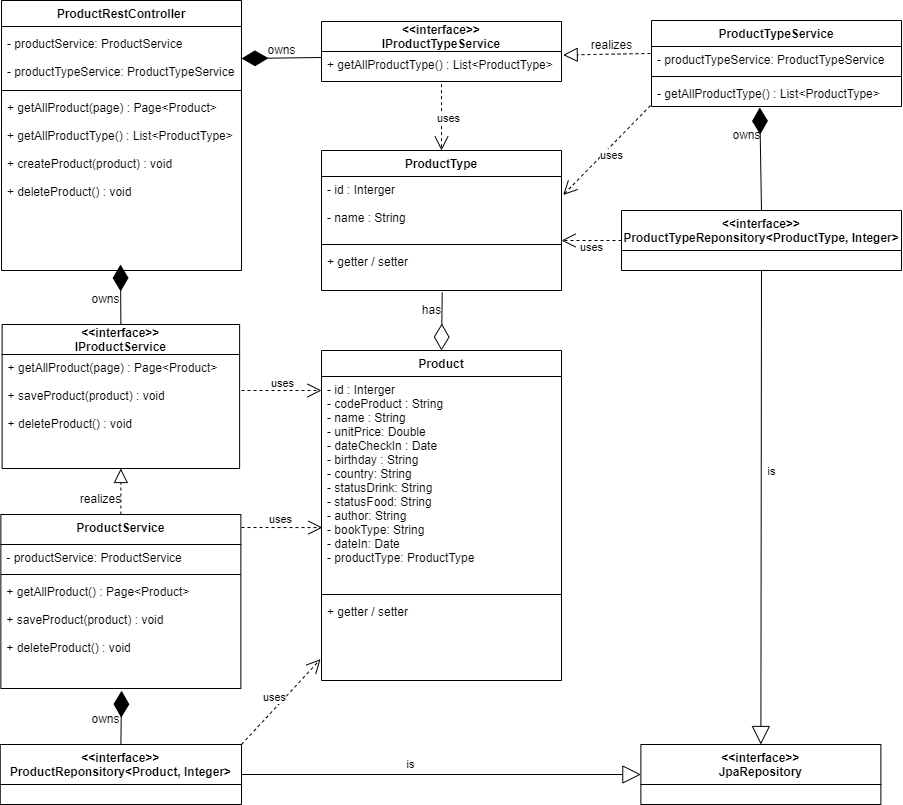 ProductRestController
- productService: ProductService
- productTypeService: ProductTypeService
+ getAllProduct(page) : Page<Product>
+ getAllProductType() : List<ProductType>
+ createProduct(product) : void
+ deleteProduct() : void
owns
<<interface>>
IProductTypeService
+ getAllProductType() : List<ProductType>
realizes
ProductTypeService
- productTypeService: ProductTypeService
- getAllProductType() : List<ProductType>
uses
uses
owns
ProductType
- id : Interger
- name : String
+ getter / setter
uses
<<interface>>
ProductTypeReponsitory<ProductType, Integer>
owns
has
<<interface>>
IProductService
+ getAllProduct(page) : Page<Product>
+ saveProduct(product) : void
+ deleteProduct() : void
uses
Product
- id : Interger
- codeProduct : String
- name : String
- unitPrice: Double
- dateCheckIn : Date
- birthday : String
- country: String
- statusDrink: String
- statusFood: String
- author: String
- bookType: String
- dateIn: Date
- productType: ProductType
+ getter / setter
is
realizes
ProductService
- productService: ProductService
+ getAllProduct() : Page<Product>
+ saveProduct(product) : void
+ deleteProduct() : void
uses
owns
uses
<<interface>>
ProductReponsitory<Product, Integer>
is
<<interface>>
JpaRepository